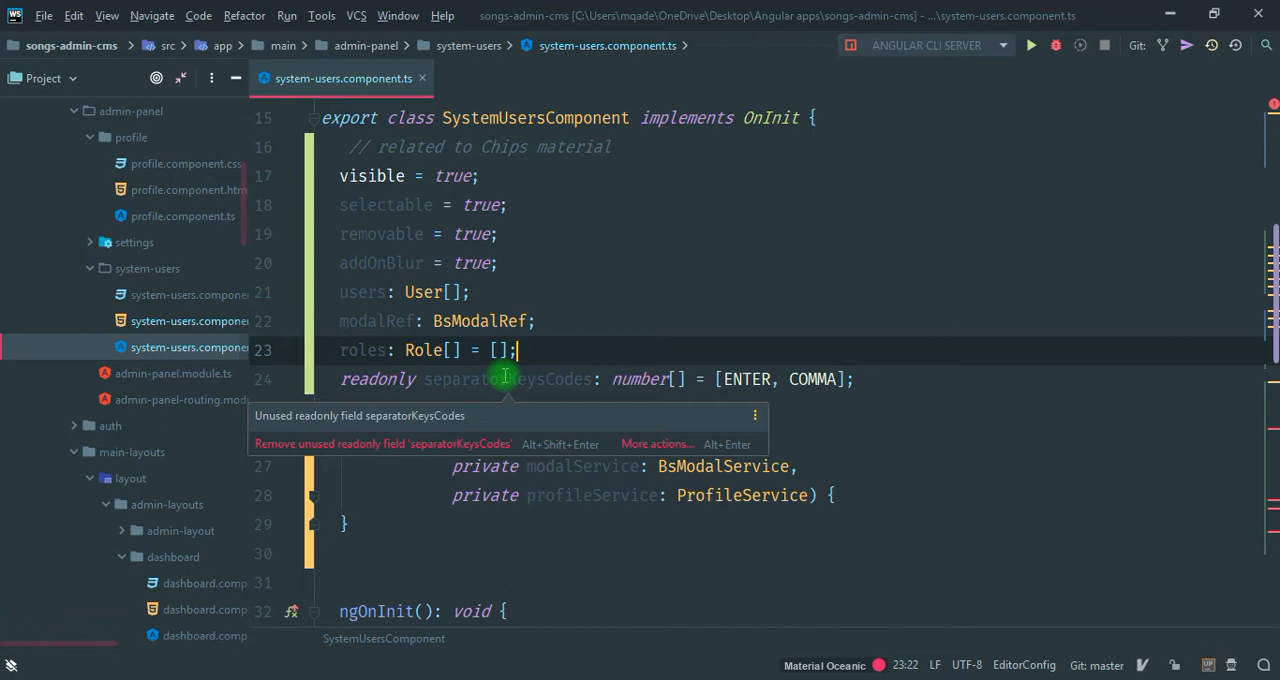 WS File Edit View Navigate Code Refactor Run Tools VCS Window Help songs-admin-cms [C:\Users\mqade\OneDrive\Desktop\Angular apps\songs-admin-cms] - ...\system-users.component.ts
songs-admin-cms src app main admin-panel system-users system-users.component.ts ANGULAR CLI SERVER Git:
Project system-users.component.ts
admin-panel
profile
profile.component.css
profile.component.htm
profile.component.ts
settings
system-users
system-users.compone
system-users.compone
system-users.compone
admin-panel.module.ts
admin-panel-routing.mod
auth
main-layouts
layout
admin-layouts
admin-layout
dashboard
dashboard.comp
dashboard.comp
dashboard.comp
15 export class SystemUsersComponent implements OnInit {
16 // related to Chips material
17 visible = true;
18 selectable = true;
19 removable = true;
20 addOnBlur = true;
21 users: User[];
22 modalRef: BsModalRef;
23 roles: Role[] = [];
24 readonly separatorKeysCodes: number[] = [ENTER, COMMA];
Unused readonly field separatorKeysCodes
Remove unused readonly field 'separatorKeysCodes' Alt+Shift+Enter More actions... Alt+Enter
27 private modalService: BsModalService,
28 private profileService: ProfileService) {
29 }
30
31
32 ngOnInit(): void {
SystemUsersComponent
Material Oceanic 23:22 LF UTF-8 EditorConfig Git: master